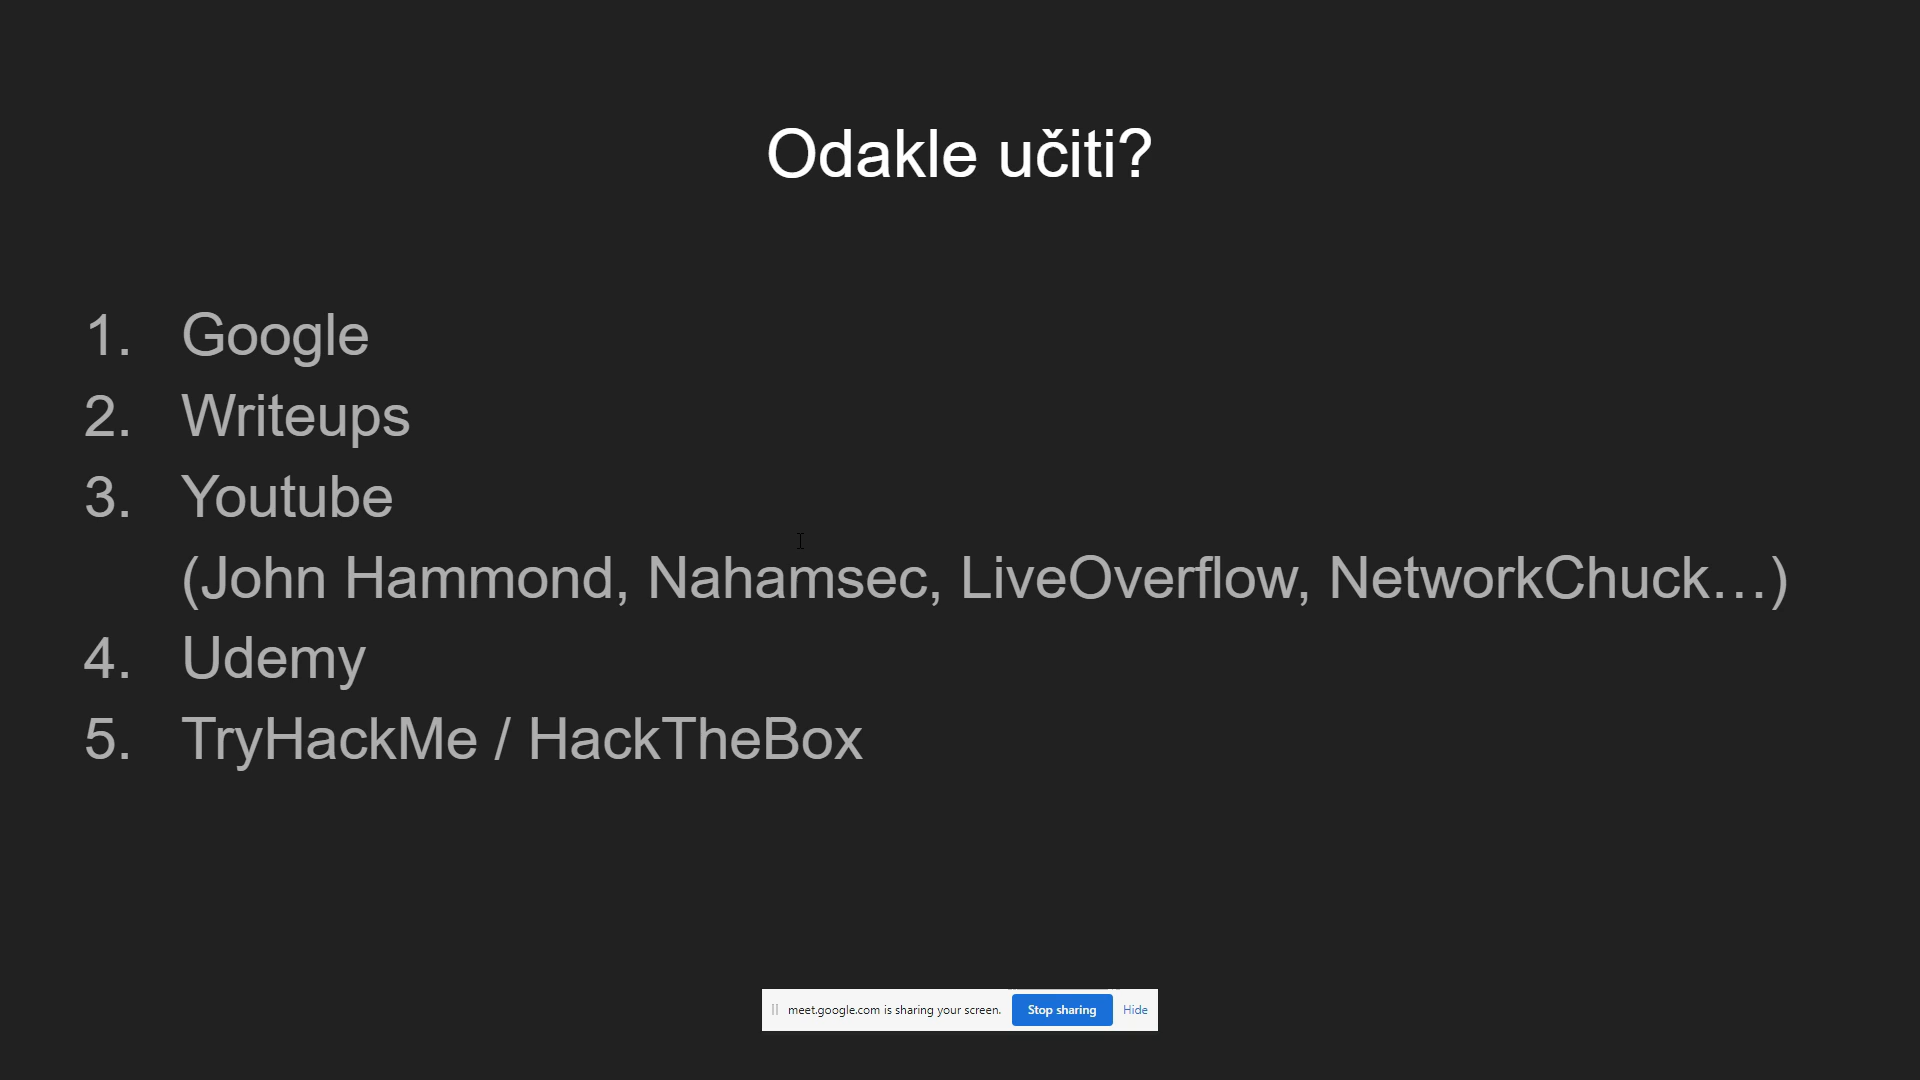 Odakle učiti?
1. Google
2. Writeups
3. Youtube
(John Hammond, Nahamsec, LiveOverflow, NetworkChuck…)
4. Udemy
5. TryHackMe / HackTheBox
meet.google.com is sharing your screen. Stop sharing Hide